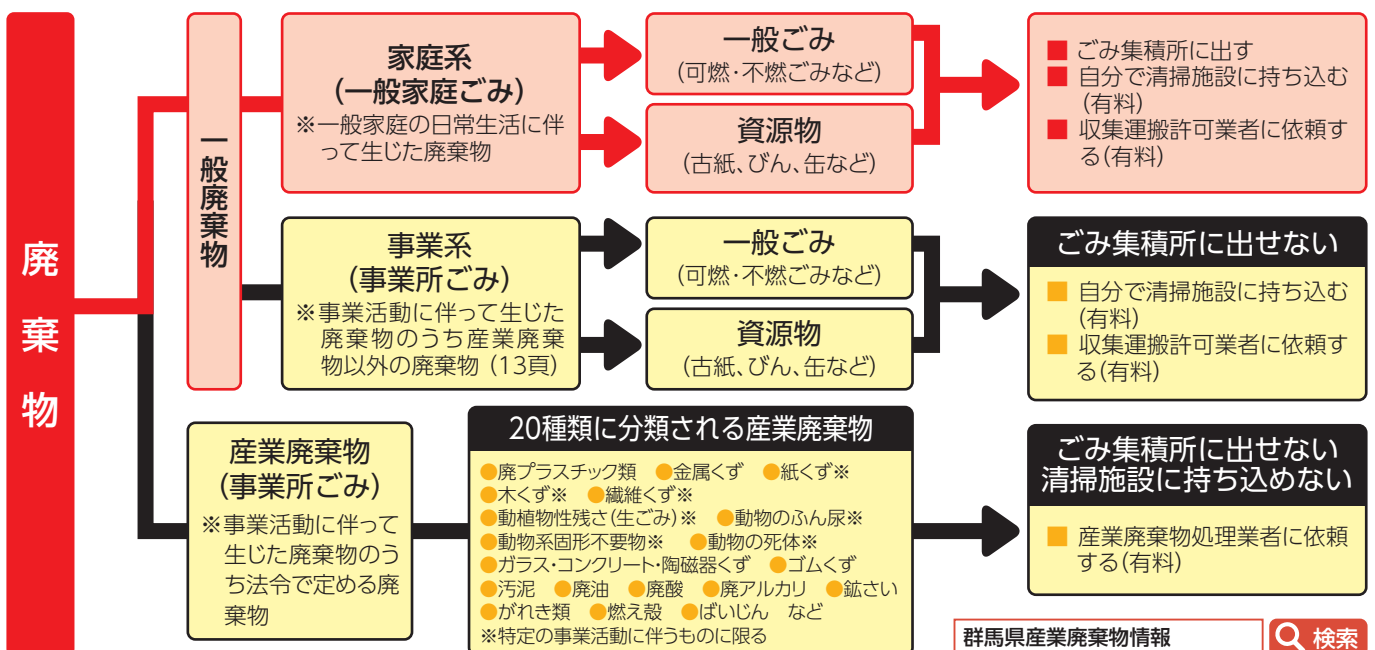 廃棄物
一般廃棄物
家庭系
(一般家庭ごみ)
※一般家庭の日常生活に伴
って生じた廃棄物
一般ごみ
(可燃・不燃ごみなど)
資源物
(古紙、びん、缶など)
■ ごみ集積所に出す
■ 自分で清掃施設に持ち込む
(有料)
■ 収集運搬許可業者に依頼す
る(有料)
事業系
(事業所ごみ)
※事業活動に伴って生じた
廃棄物のうち産業廃棄
物以外の廃棄物 (13頁)
一般ごみ
(可燃・不燃ごみなど)
資源物
(古紙、びん、缶など)
ごみ集積所に出せない
■ 自分で清掃施設に持ち込む
(有料)
■ 収集運搬許可業者に依頼す
る(有料)
産業廃棄物
(事業所ごみ)
※事業活動に伴って
生じた廃棄物のう
ち法令で定める廃
棄物
20種類に分類される産業廃棄物
●廃プラスチック類 ●金属くず ●紙くず※
●木くず※ ●繊維くず※
●動植物性残さ(生ごみ)※ ●動物のふん尿※
●動物系固形不要物※ ●動物の死体※
●ガラス・コンクリート・陶磁器くず ●ゴムくず
●汚泥 ●廃油 ●廃酸 ●廃アルカリ ●鉱さい
●がれき類 ●燃え殻 ●ばいじん など
※特定の事業活動に伴うものに限る
ごみ集積所に出せない
清掃施設に持ち込めない
■ 産業廃棄物処理業者に依頼
する(有料)
群馬県産業廃棄物情報 検索